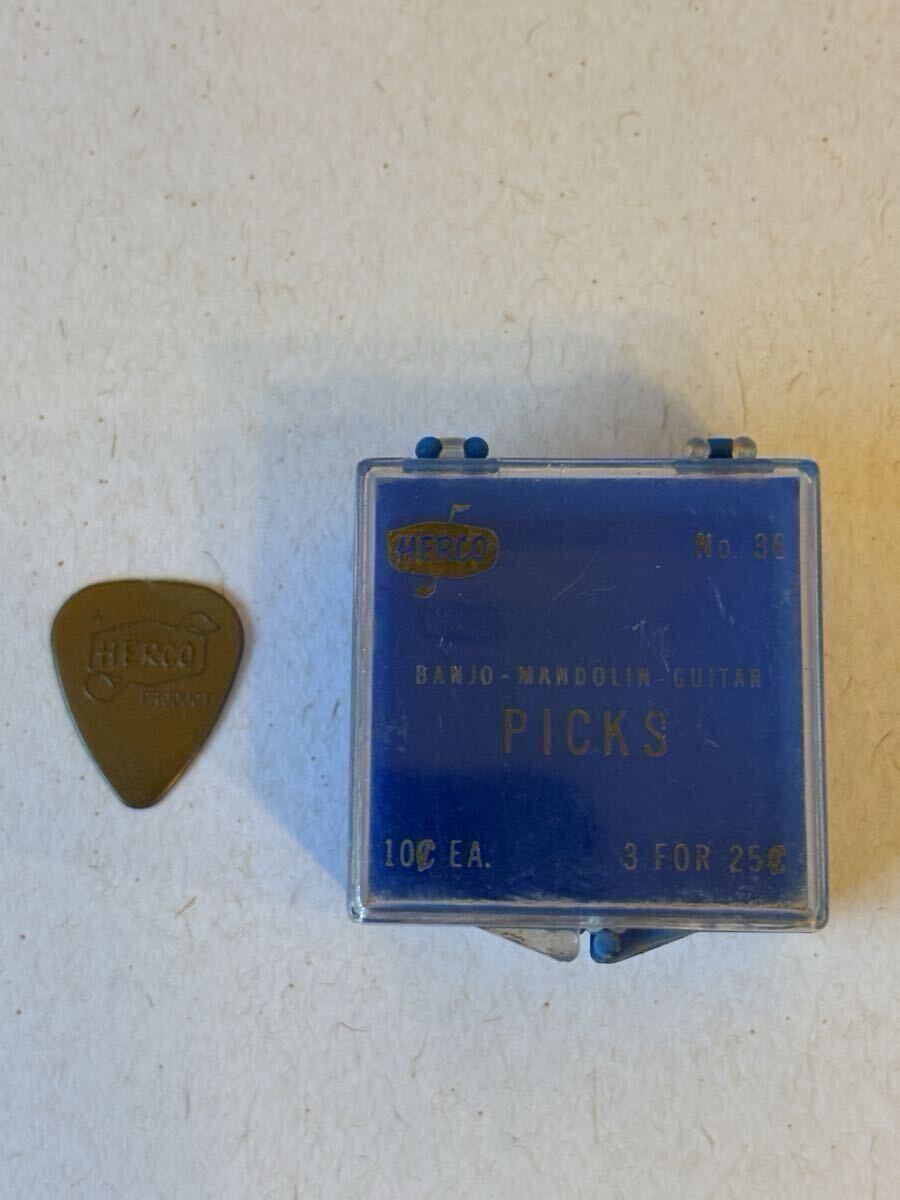 A
HERCO
PRODUCT
HERCO
No. 36
BANJO - MANDOLIN - GUITAR
PICKS
10¢ EA.
3 FOR 25¢